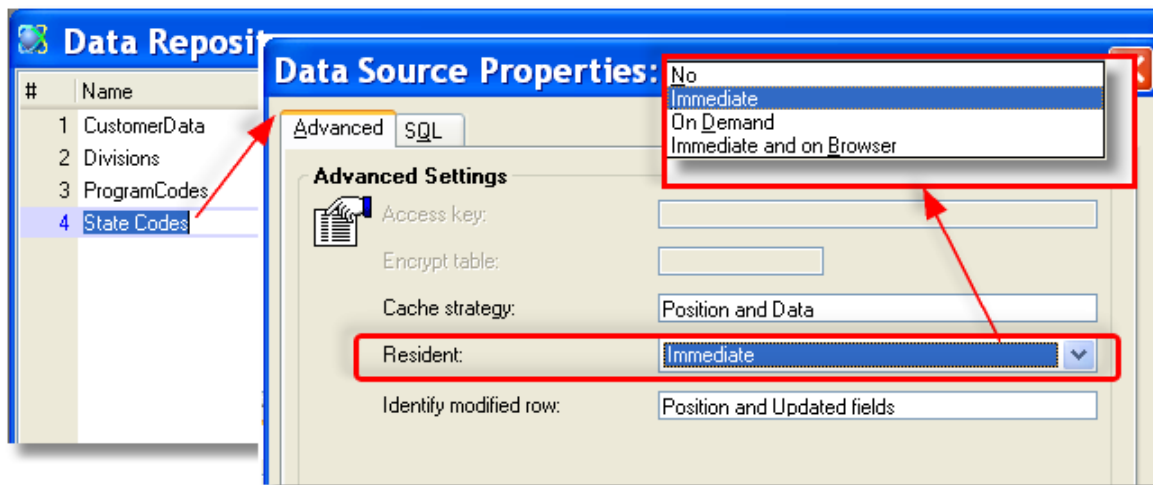 Data Reposit
# Name
1 CustomerData
2 Divisions
3 ProgramCodes
4 State Codes
Data Source Properties:
No
Immediate
On Demand
Immediate and on Browser
Advanced SQL
Advanced Settings
Access key:
Encrypt table:
Cache strategy: Position and Data
Resident: Immediate
Identify modified row: Position and Updated fields